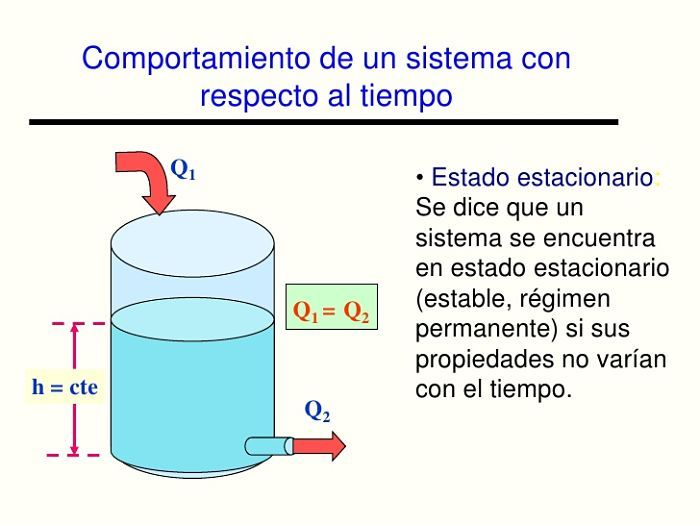 Comportamiento de un sistema con
respecto al tiempo
Q₁
Q₁ = Q₂
h = cte
Q₂
• Estado estacionario:
Se dice que un
sistema se encuentra
en estado estacionario
(estable, régimen
permanente) si sus
propiedades no varían
con el tiempo.